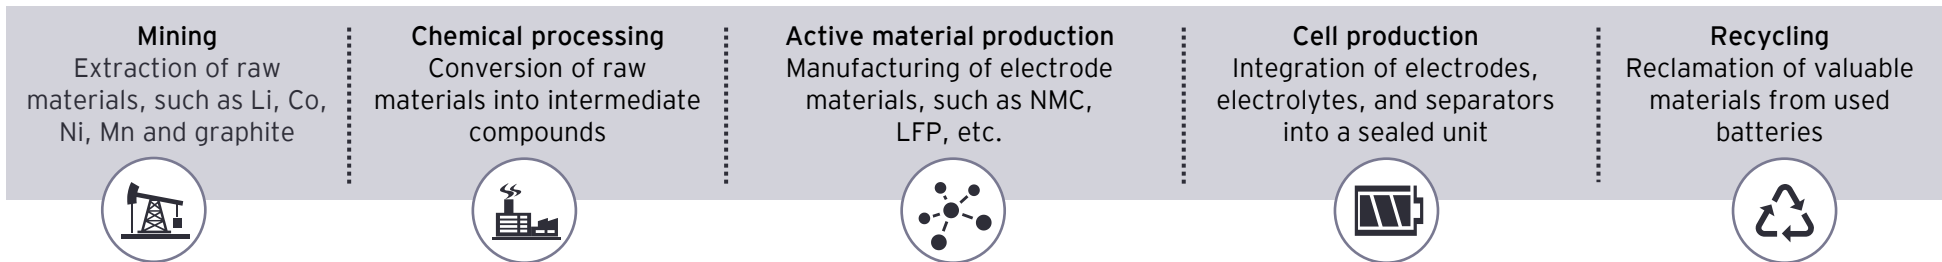 Mining
Extraction of raw
materials, such as Li, Co,
Ni, Mn and graphite
Chemical processing
Conversion of raw
materials into intermediate
compounds
Active material production
Manufacturing of electrode
materials, such as NMC,
LFP, etc.
Cell production
Integration of electrodes,
electrolytes, and separators
into a sealed unit
Recycling
Reclamation of valuable
materials from used
batteries